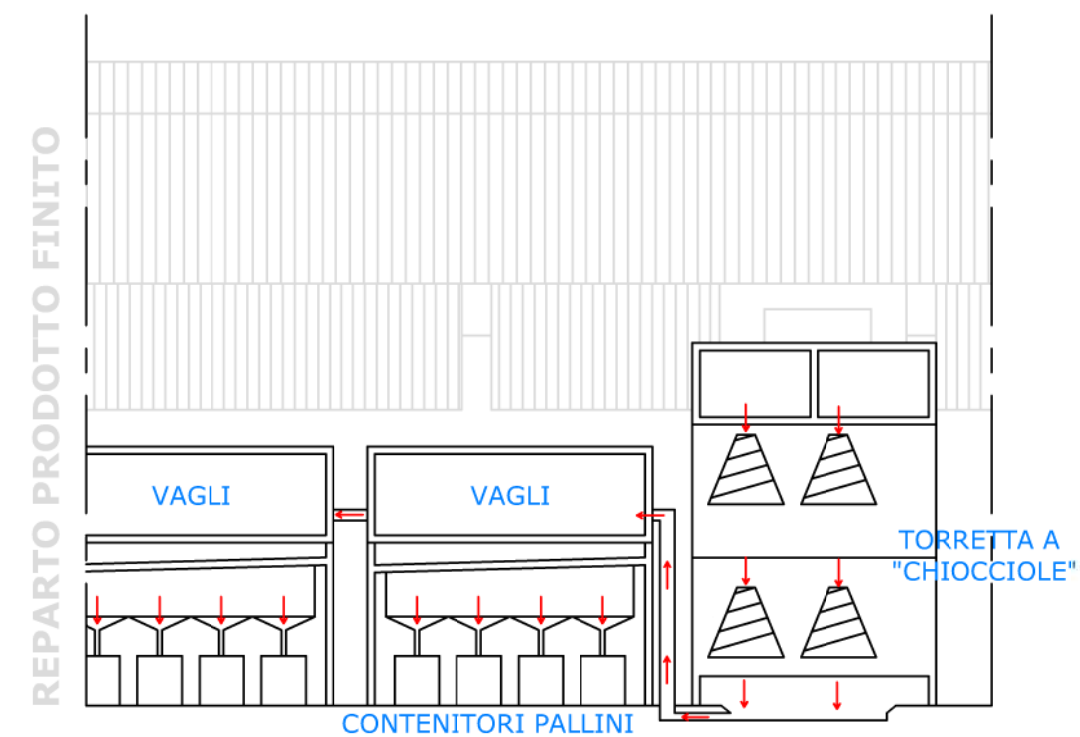 REPARTO PRODOTTO FINITO
VAGLI
VAGLI
TORRETTA A
"CHIOCCIOLE"
CONTENITORI PALLINI